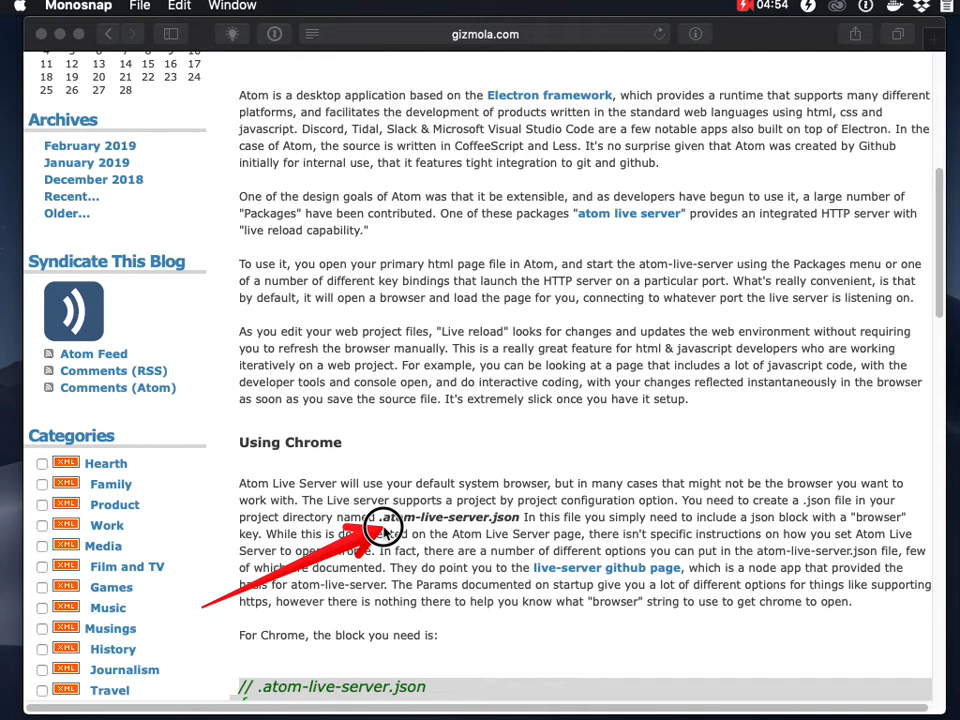 Monosnap File Edit Window 04:54
gizmola.com
11 12 13 14 15 16 17
18 19 20 21 22 23 24
25 26 27 28
Archives
February 2019
January 2019
December 2018
Recent...
Older...
Syndicate This Blog
Atom Feed
Comments (RSS)
Comments (Atom)
Categories
XML Hearth
XML Family
XML Product
XML Work
XML Media
XML Film and TV
XML Games
XML Music
XML Musings
XML History
XML Journalism
XML Travel
Atom is a desktop application based on the Electron framework, which provides a runtime that supports many different
platforms, and facilitates the development of products written in the standard web languages using html, css and
javascript. Discord, Tidal, Slack & Microsoft Visual Studio Code are a few notable apps also built on top of Electron. In the
case of Atom, the source is written in CoffeeScript and Less. It's no surprise given that Atom was created by Github
initially for internal use, that it features tight integration to git and github.
One of the design goals of Atom was that it be extensible, and as developers have begun to use it, a large number of
"Packages" have been contributed. One of these packages "atom live server" provides an integrated HTTP server with
"live reload capability."
To use it, you open your primary html page file in Atom, and start the atom-live-server using the Packages menu or one
of a number of different key bindings that launch the HTTP server on a particular port. What's really convenient, is that
by default, it will open a browser and load the page for you, connecting to whatever port the live server is listening on.
As you edit your web project files, "Live reload" looks for changes and updates the web environment without requiring
you to refresh the browser manually. This is a really great feature for html & javascript developers who are working
iteratively on a web project. For example, you can be looking at a page that includes a lot of javascript code, with the
developer tools and console open, and do interactive coding, with your changes reflected instantaneously in the browser
as soon as you save the source file. It's extremely slick once you have it setup.
Using Chrome
Atom Live Server will use your default system browser, but in many cases that might not be the browser you want to
work with. The Live server supports a project by project configuration option. You need to create a .json file in your
project directory named .atom-live-server.json In this file you simply need to include a json block with a "browser"
key. While this is on the Atom Live Server page, there isn't specific instructions on how you set Atom Live
Server to open In fact, there are a number of different options you can put in the atom-live-server.json file, few
of which are documented. They do point you to the live-server github page, which is a node app that provided the
for atom-live-server. The Params documented on startup give you a lot of different options for things like supporting
https, however there is nothing there to help you know what "browser" string to use to get chrome to open.
For Chrome, the block you need is:
// .atom-live-server.json